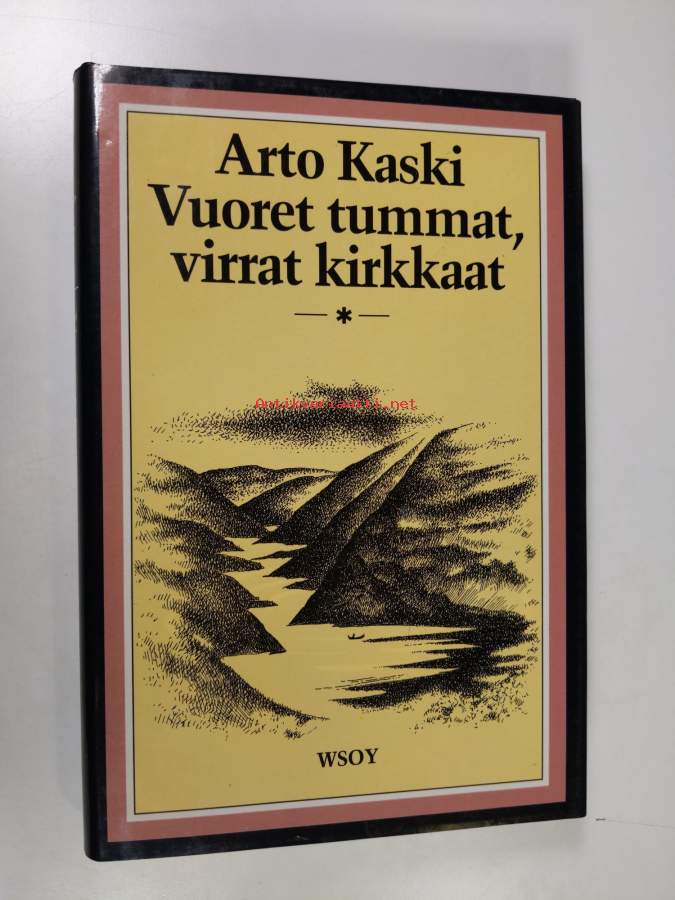 Arto Kaski
Vuoret tummat,
virrat kirkkaat
Antikvariaatti.net
WSOY